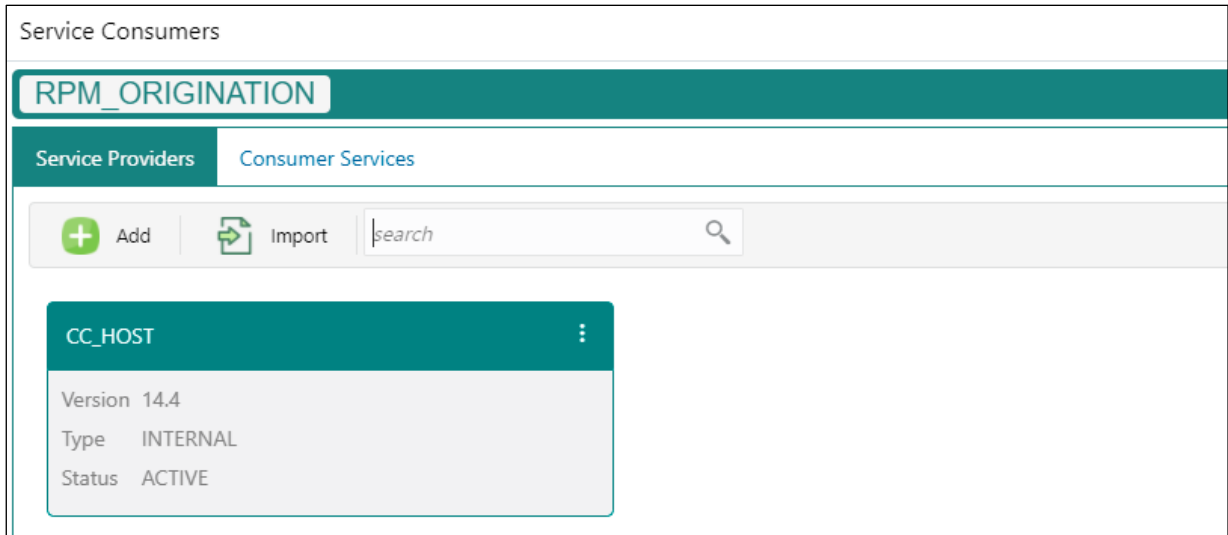 Service Consumers
RPM_ORIGINATION
Service Providers Consumer Services
Add Import search
CC_HOST
Version 14.4
Type INTERNAL
Status ACTIVE